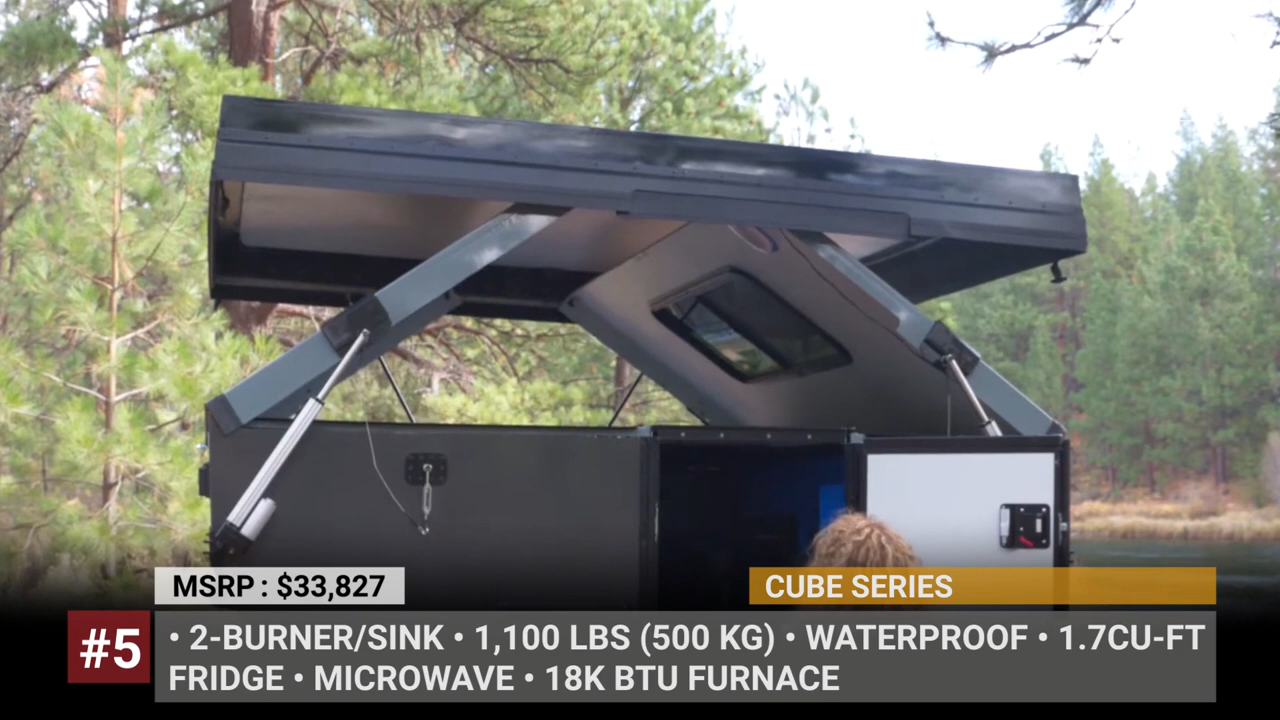 MSRP : $33,827
CUBE SERIES
#5
• 2-BURNER/SINK • 1,100 LBS (500 KG) • WATERPROOF • 1.7CU-FT
FRIDGE • MICROWAVE • 18K BTU FURNACE